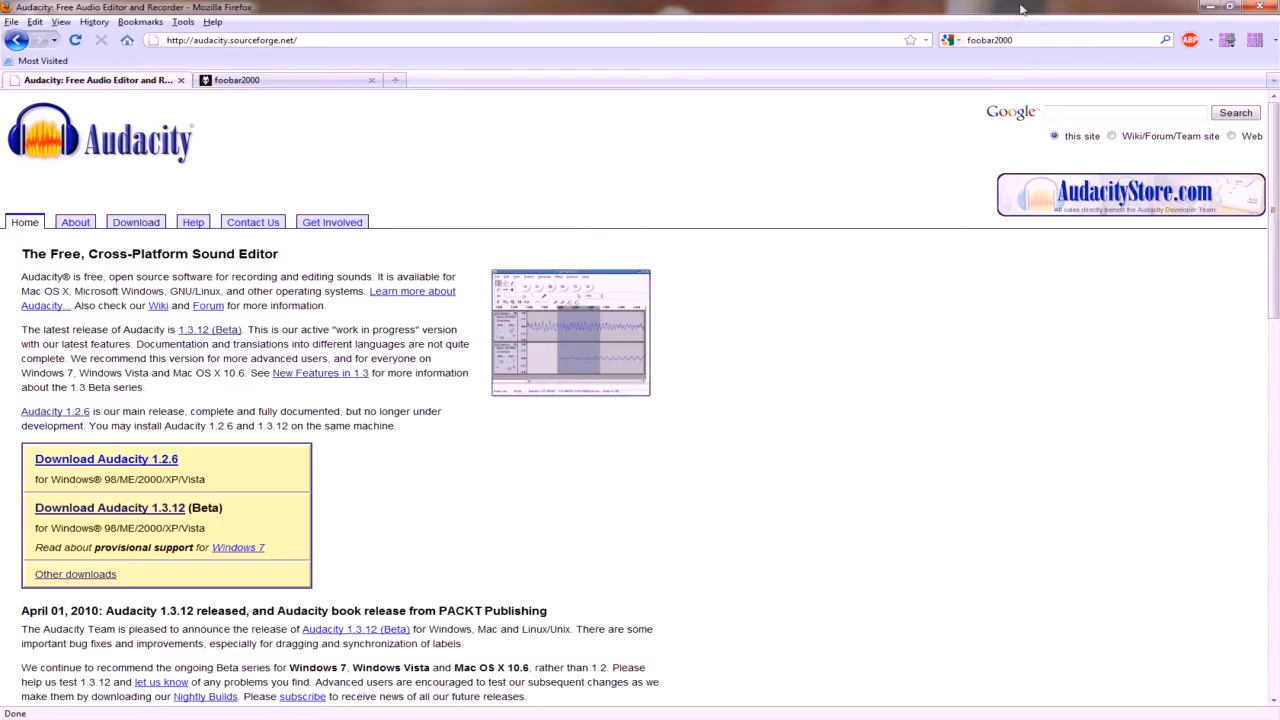 Audacity: Free Audio Editor and Recorder - Mozilla Firefox
File Edit View History Bookmarks Tools Help
http://audacity.sourceforge.net/
foobar2000
ABP
Most Visited
Audacity: Free Audio Editor and R...
foobar2000
Audacity®
Google™
Search
this site Wiki/Forum/Team site Web
AudacityStore.com
All sales directly benefit the Audacity Developer Team
Home About Download Help Contact Us Get Involved
The Free, Cross-Platform Sound Editor
Audacity® is free, open source software for recording and editing sounds. It is available for
Mac OS X, Microsoft Windows, GNU/Linux, and other operating systems. Learn more about
Audacity... Also check our Wiki and Forum for more information.
The latest release of Audacity is 1.3.12 (Beta). This is our active "work in progress" version
with our latest features. Documentation and translations into different languages are not quite
complete. We recommend this version for more advanced users, and for everyone on
Windows 7, Windows Vista and Mac OS X 10.6. See New Features in 1.3 for more information
about the 1.3 Beta series.
Audacity 1.2.6 is our main release, complete and fully documented, but no longer under
development. You may install Audacity 1.2.6 and 1.3.12 on the same machine.
Download Audacity 1.2.6
for Windows® 98/ME/2000/XP/Vista
Download Audacity 1.3.12 (Beta)
for Windows® 98/ME/2000/XP/Vista
Read about provisional support for Windows 7
Other downloads
April 01, 2010: Audacity 1.3.12 released, and Audacity book release from PACKT Publishing
The Audacity Team is pleased to announce the release of Audacity 1.3.12 (Beta) for Windows, Mac and Linux/Unix. There are some
important bug fixes and improvements, especially for dragging and synchronization of labels.
We continue to recommend the ongoing Beta series for Windows 7, Windows Vista and Mac OS X 10.6, rather than 1.2. Please
help us test 1.3.12 and let us know of any problems you find. Advanced users are encouraged to test our subsequent changes as we
make them by downloading our Nightly Builds. Please subscribe to receive news of all our future releases.
Done